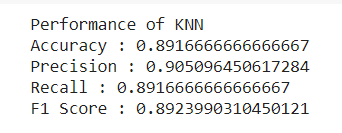 Performance of KNN
Accuracy : 0.8916666666666667
Precision : 0.905096450617284
Recall : 0.8916666666666667
F1 Score : 0.8923990310450121